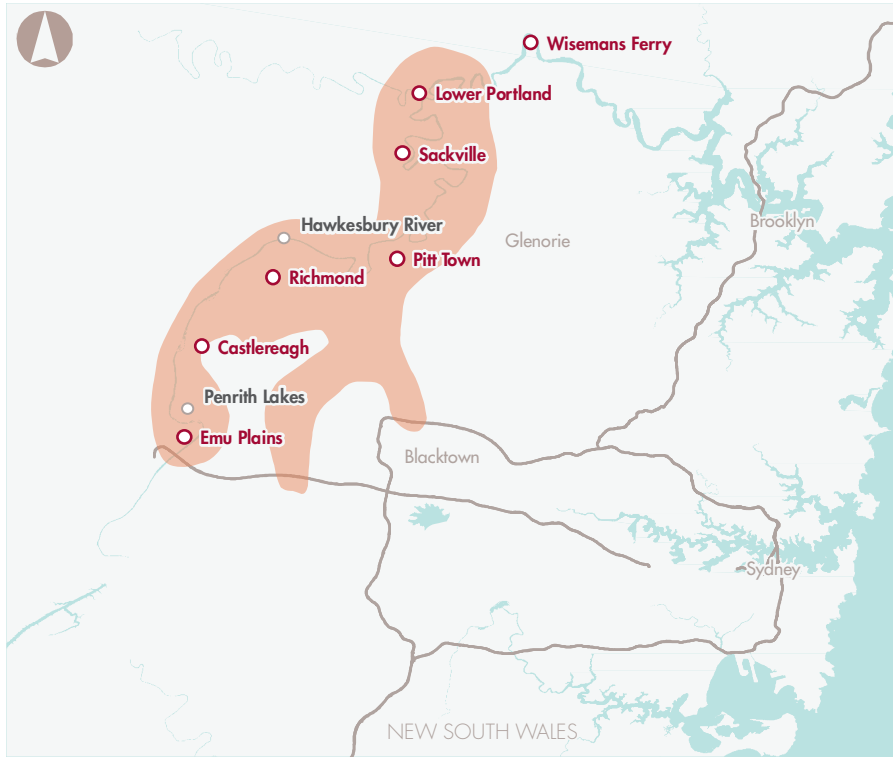 Wisemans Ferry
Lower Portland
Sackville
Brooklyn
Hawkesbury River
Glenorie
Pitt Town
Richmond
Castlereagh
Penrith Lakes
Emu Plains
Blacktown
Sydney
NEW SOUTH WALES